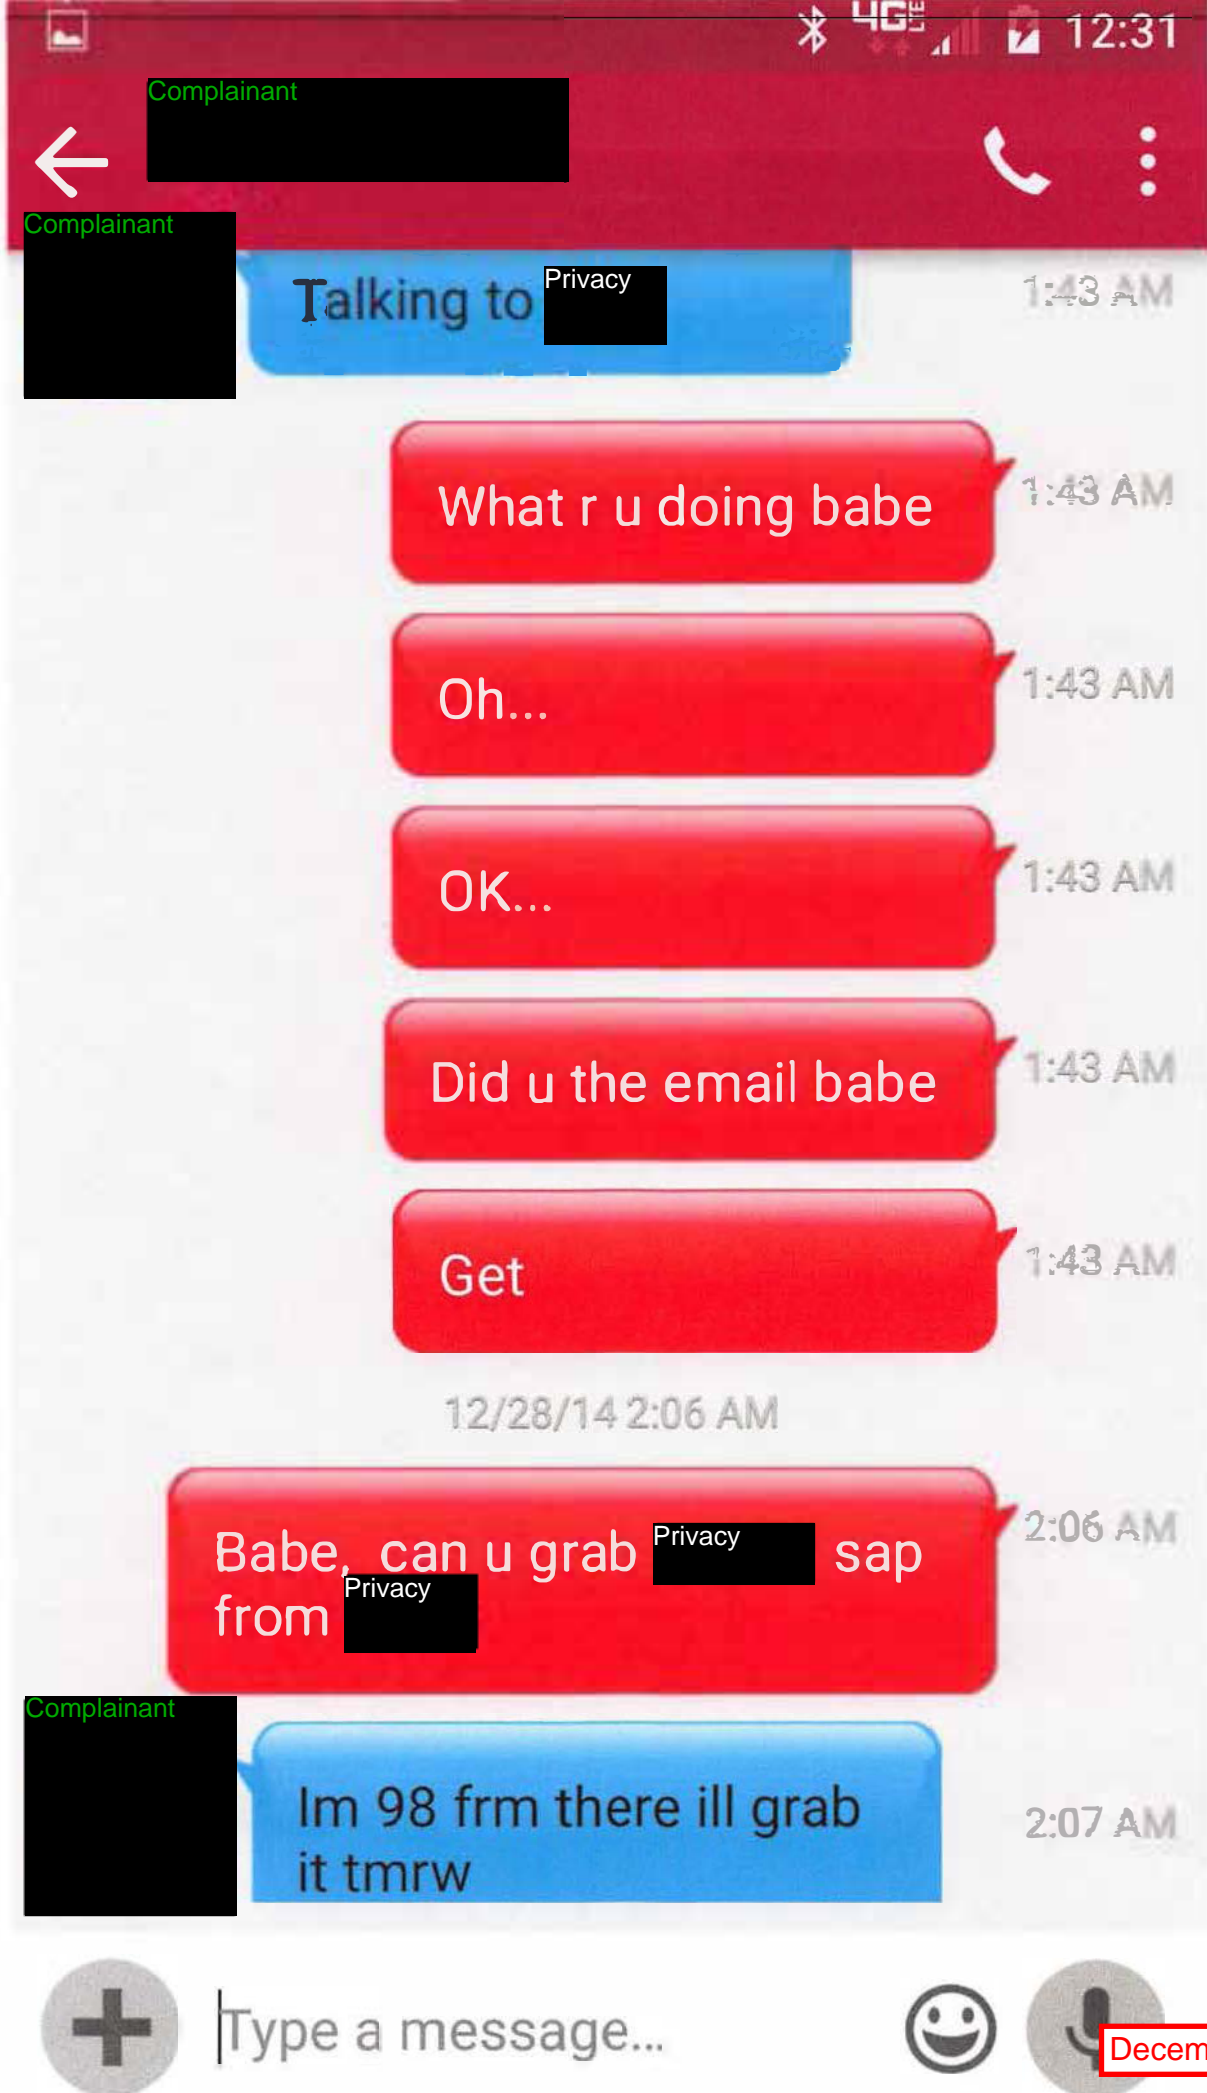 4G LTE 12:31
Complainant
Complainant
Talking to Privacy
1:43 AM
What r u doing babe
1:43 AM
Oh...
1:43 AM
OK...
1:43 AM
Did u the email babe
1:43 AM
Get
1:43 AM
12/28/14 2:06 AM
Babe, can u grab Privacy sap
from Privacy
2:06 AM
Complainant
Im 98 frm there ill grab
it tmrw
2:07 AM
Type a message...
Decem